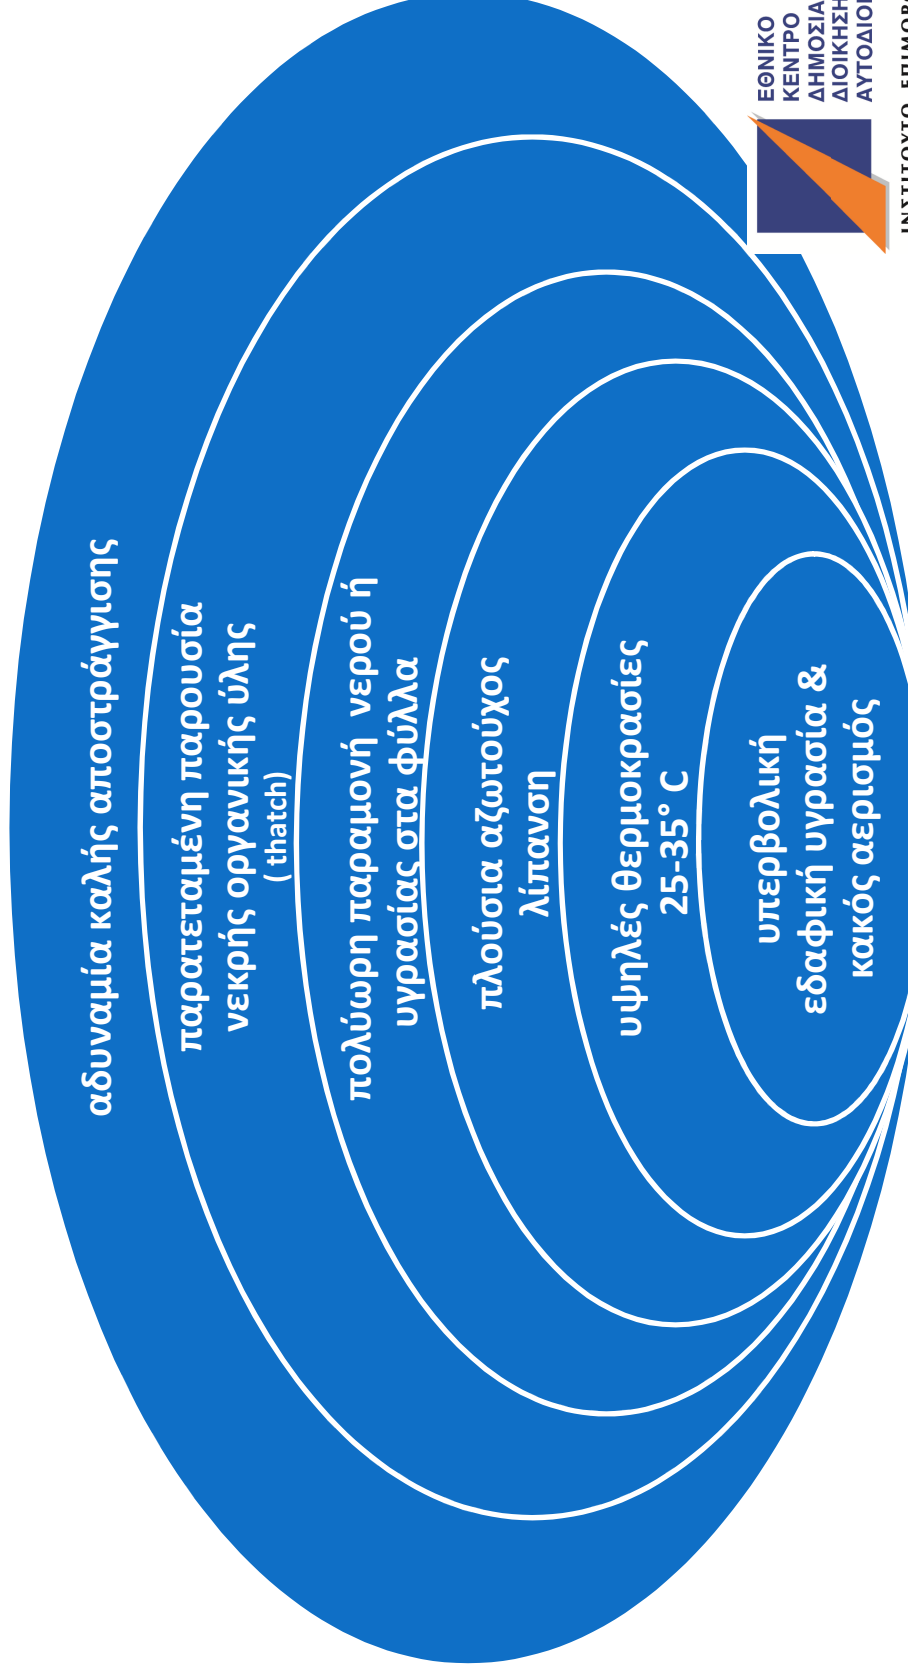 αδυναμία καλής αποστράγγισης
παρατεταμένη παρουσία
νεκρής οργανικής ύλης
( thatch)
πολύωρη παραμονή νερού ή
υγρασίας στα φύλλα
πλούσια αζωτούχος
λίπανση
υψηλές θερμοκρασίες
25-35° C
υπερβολική
εδαφική υγρασία &
κακός αερισμός
ΕΘΝΙΚΟ
ΚΕΝΤΡΟ
ΔΗΜΟΣΙΑ
ΔΙΟΙΚΗΣΗ